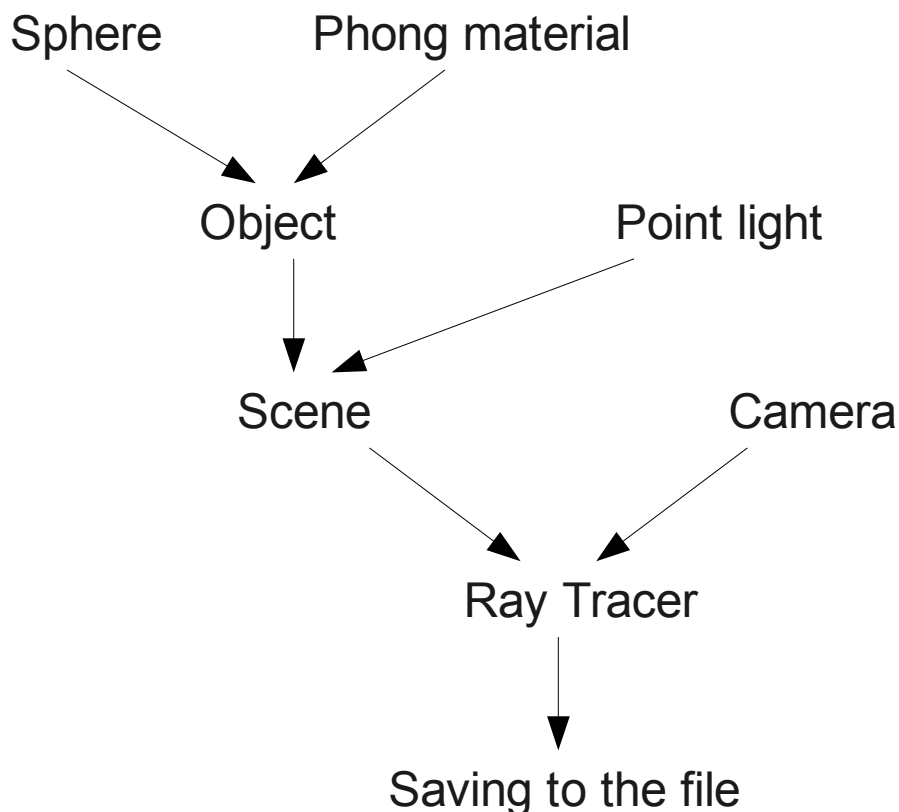 Sphere
Phong material
Object
Point light
Scene
Camera
Ray Tracer
Saving to the file